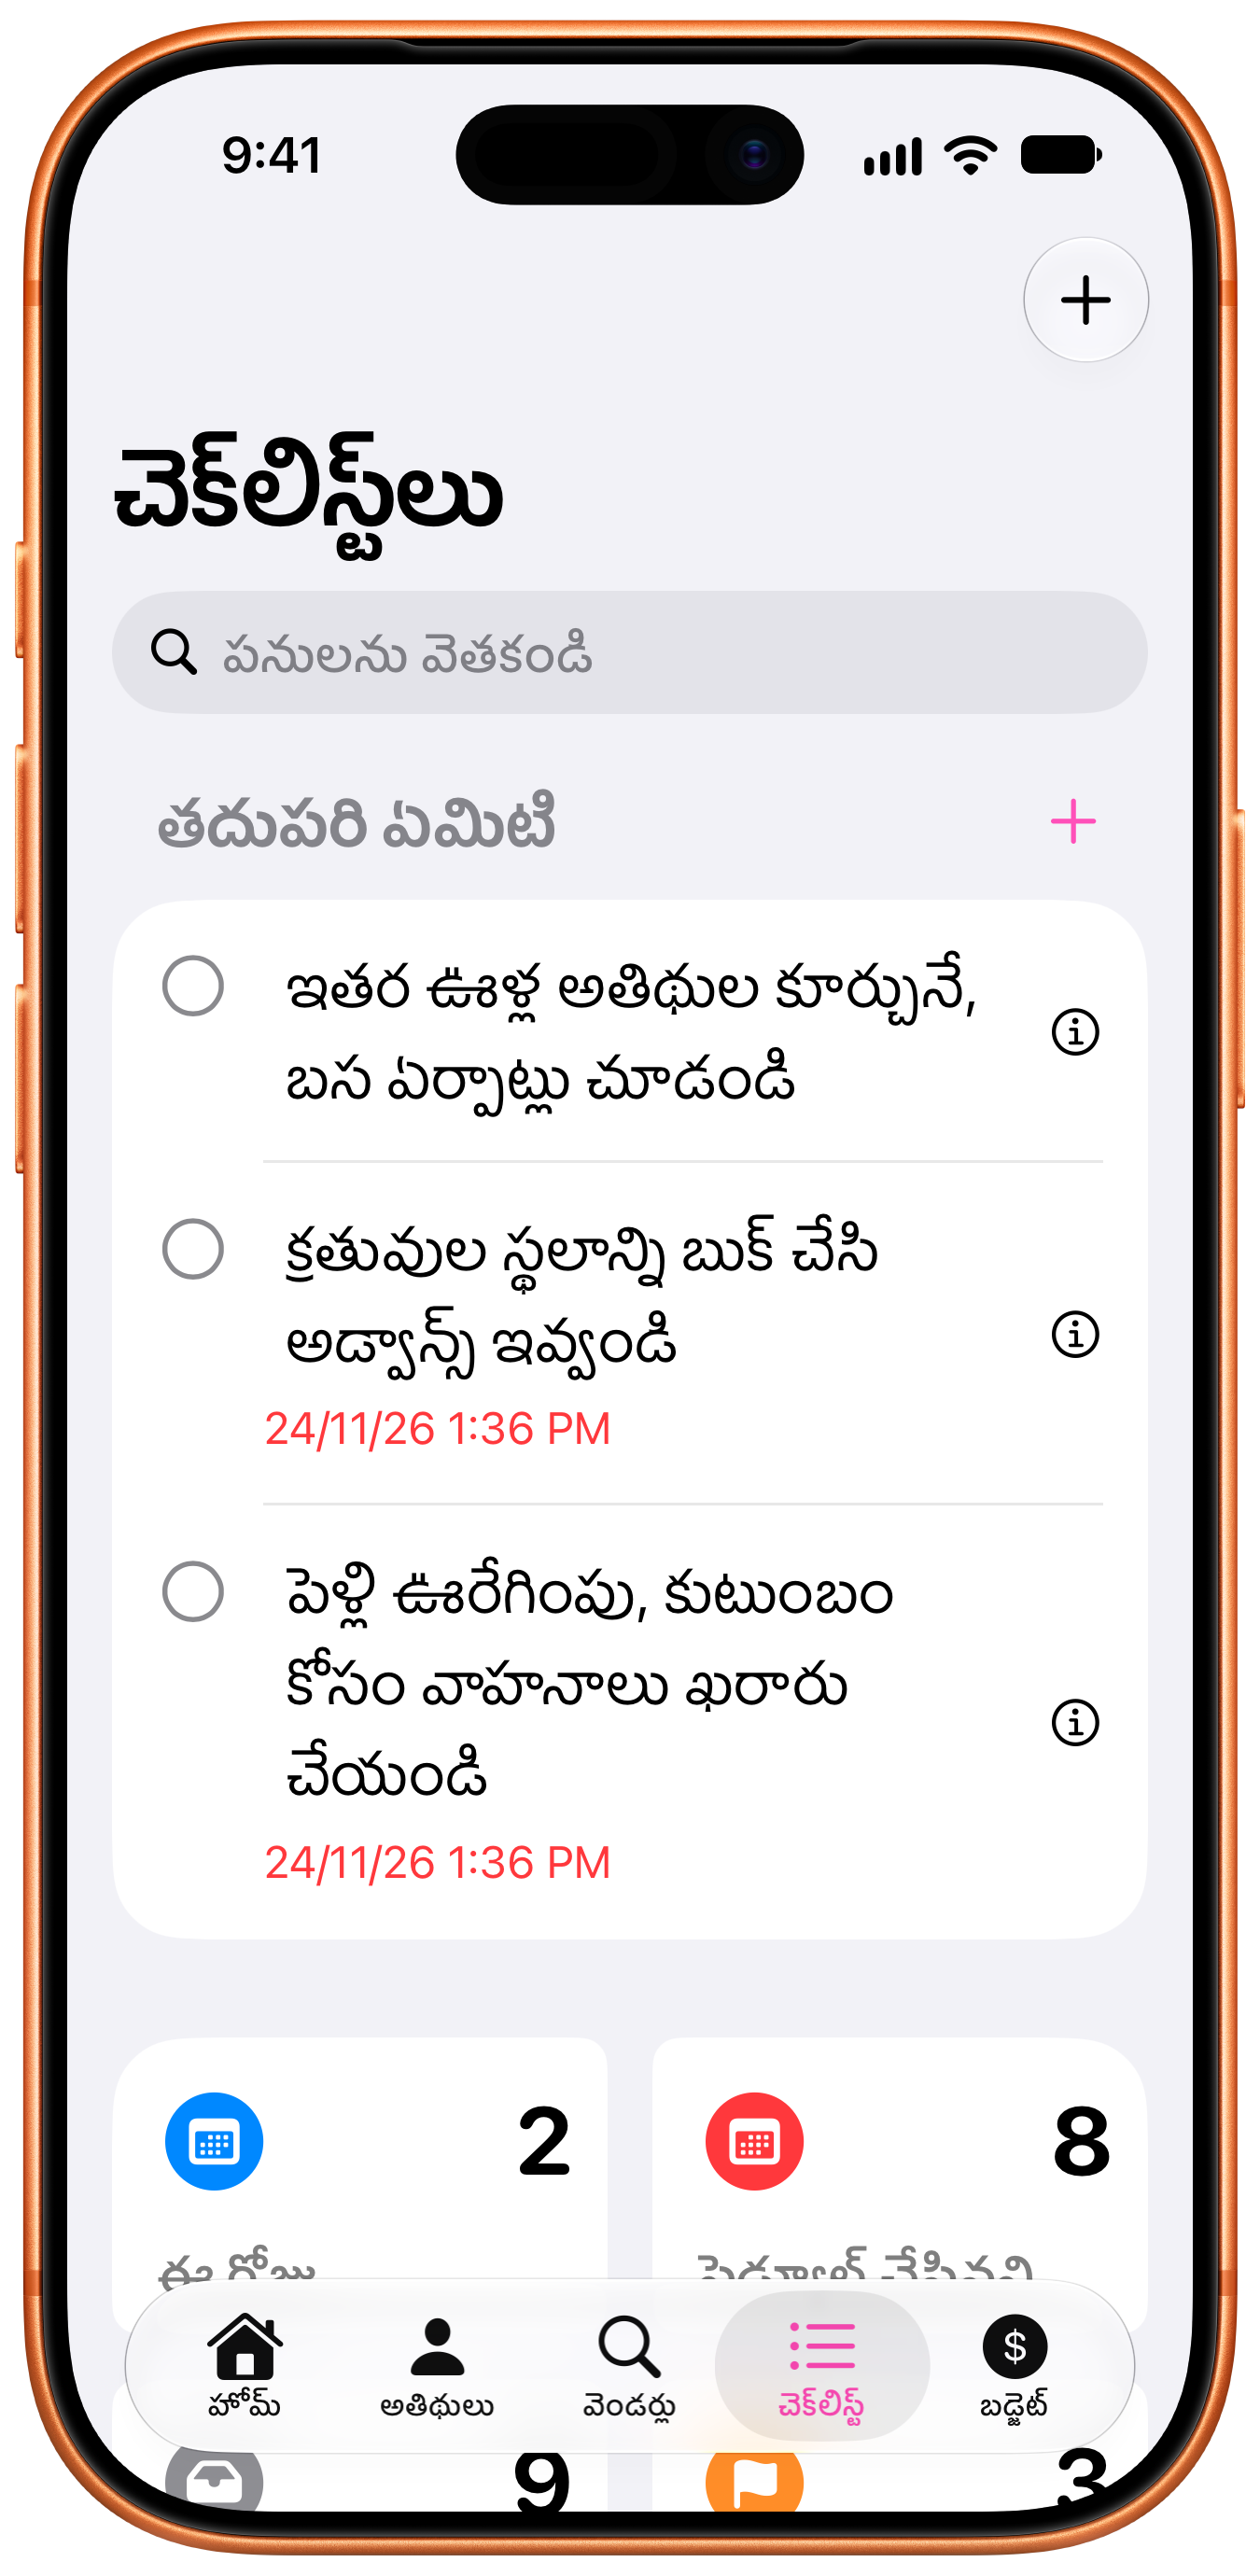 9:41
చెక్‌లిస్ట్‌లు
పనులను వెతకండి
తదుపరి ఏమిటి
ఇతర ఊళ్ల అతిథుల కూర్చునే,
బస ఏర్పాట్లు చూడండి
క్రతువుల స్థలాన్ని బుక్ చేసి
అడ్వాన్స్ ఇవ్వండి
24/11/26 1:36 PM
పెళ్లి ఊరేగింపు, కుటుంబం
కోసం వాహనాలు ఖరారు
చేయండి
24/11/26 1:36 PM
2
8
ఈ రోజు
హోమ్
అతిథులు
వెండర్లు
చెక్‌లిస్ట్
బడ్జెట్
9
3